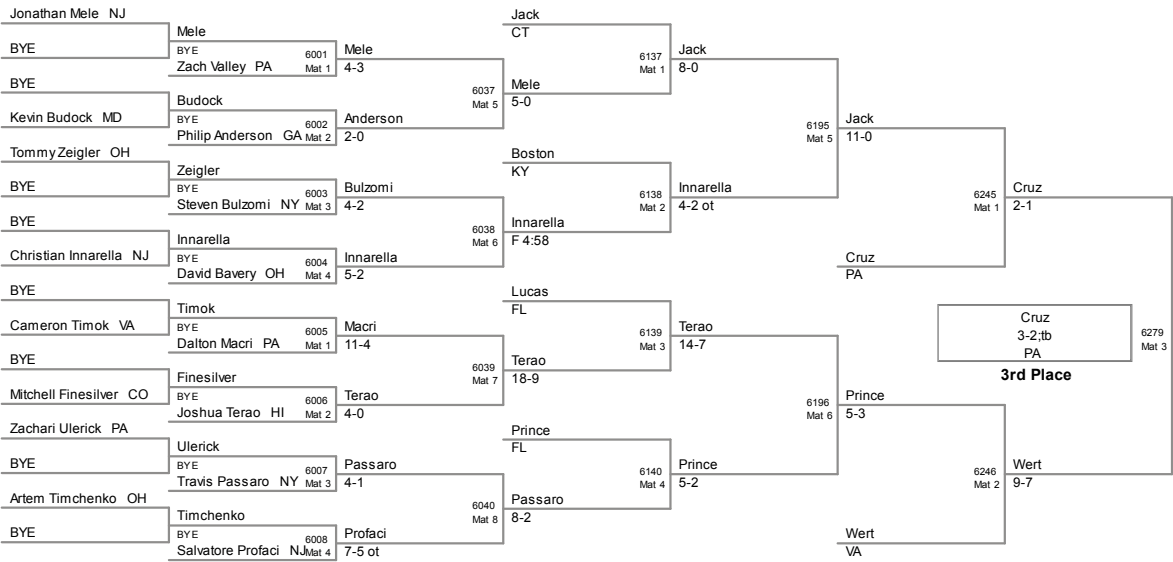 Jonathan Mele NJ
BYE
BYE
Kevin Budock MD
Tommy Zeigler OH
BYE
BYE
Christian Innarella NJ
BYE
Cameron Timok VA
BYE
Mitchell Finesilver CO
Zachari Ulerick PA
BYE
Artem Timchenko OH
BYE
Mele
BYE
6001
Zach Valley PA
Mat 1
Budock
BYE
6002
Philip Anderson GA
Mat 2
Zeigler
BYE
6003
Steven Bulzomi NY
Mat 3
Innarella
BYE
6004
David Bavery OH
Mat 4
Timok
BYE
6005
Dalton Macri PA
Mat 1
Finesilver
BYE
6006
Joshua Terao HI
Mat 2
Ulerick
BYE
6007
Travis Passaro NY
Mat 3
Timchenko
BYE
6008
Salvatore Profaci NJ
Mat 4
Mele
4-3
6037
Mat 5
Anderson
2-0
Bulzomi
4-2
6038
Mat 6
Innarella
5-2
Macri
11-4
6039
Mat 7
Terao
4-0
Passaro
4-1
6040
Mat 8
Profaci
7-5 ot
Jack
CT
6137
Mat 1
Mele
5-0
Boston
KY
6138
Mat 2
Innarella
F 4:58
Lucas
FL
6139
Mat 3
Terao
18-9
Prince
FL
6140
Mat 4
Passaro
8-2
Jack
8-0
6195
Mat 5
Innarella
4-2 ot
Terao
14-7
6196
Mat 6
Prince
5-2
Jack
11-0
6245
Mat 1
Cruz
PA
Prince
5-3
6246
Mat 2
Wert
VA
Cruz
2-1
Cruz
3-2;tb
PA
6279
Mat 3
3rd Place
Wert
9-7